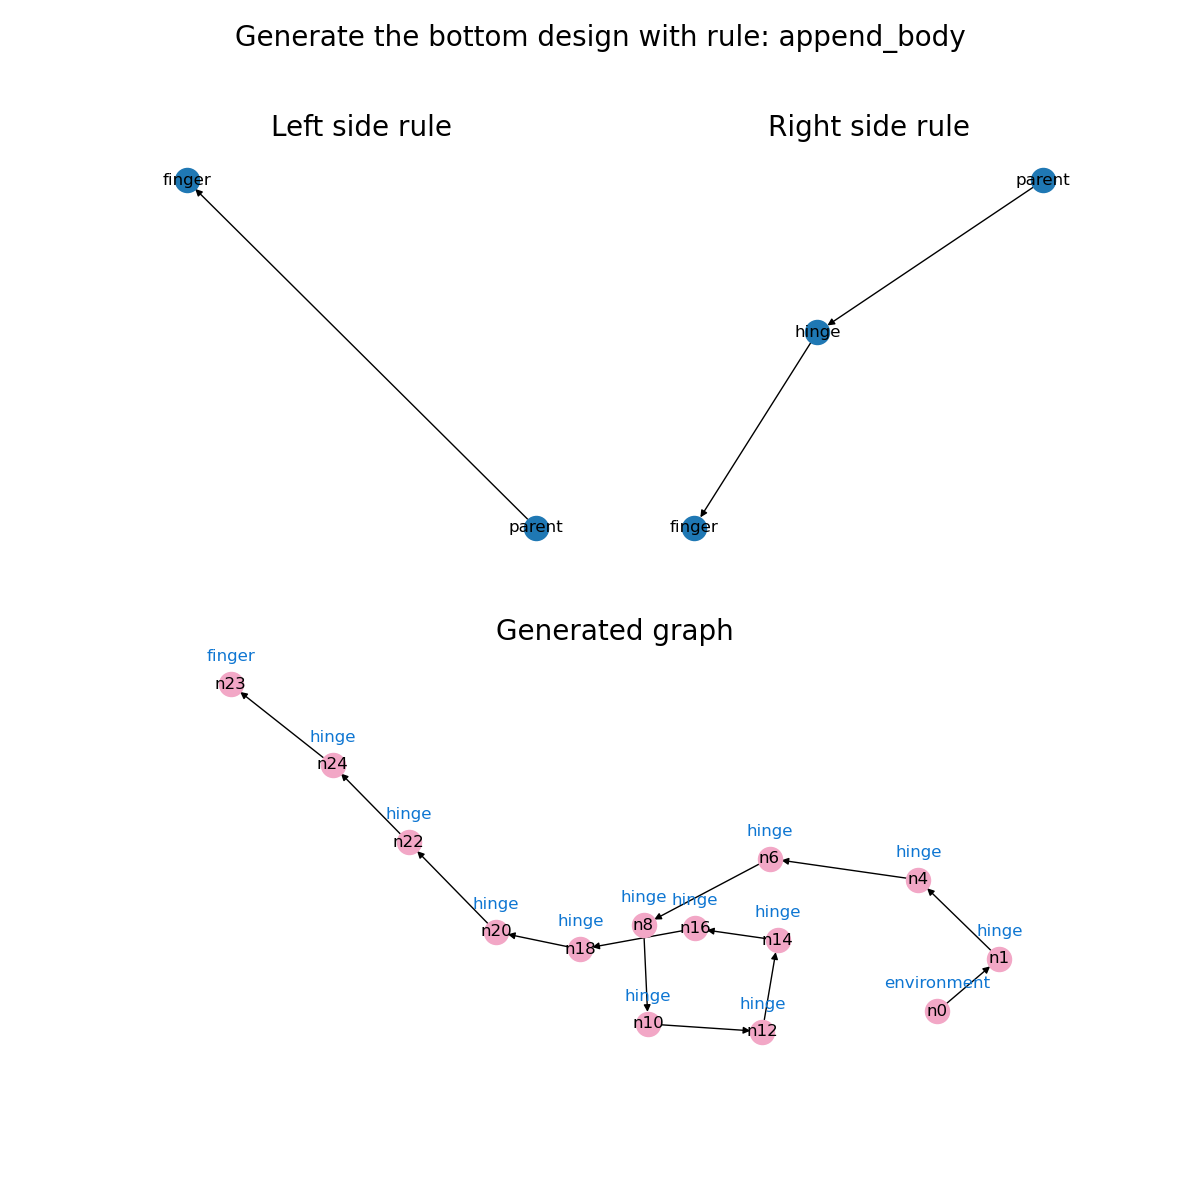 Generate the bottom design with rule: append_body
Left side rule
Right side rule
finger
parent
hinge
parent
finger
Generated graph
finger
n23
hinge
n24
hinge
n22
hinge
n6
hinge
n4
hinge
n8
hinge
n16
hinge
n20
hinge
n18
hinge
n14
hinge
n1
environment
n0
hinge
n10
hinge
n12